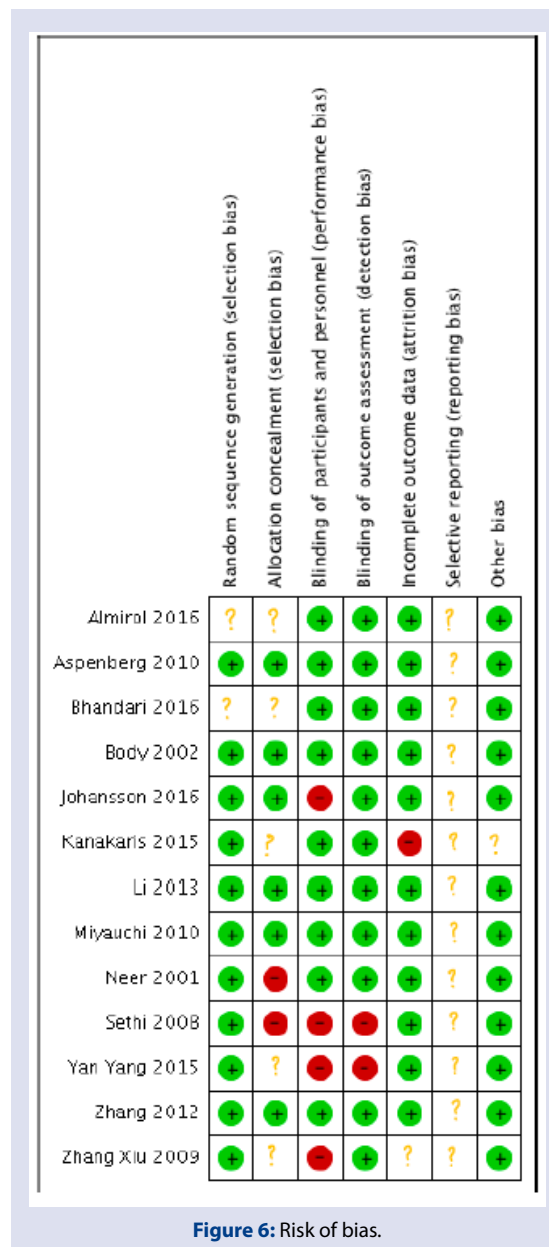 Random sequence generation (selection bias)
Allocation concealment (selection bias)
Blinding of participants and personnel (performance bias)
Blinding of outcome assessment (detection bias)
Incomplete outcome data (attrition bias)
Selective reporting (reporting bias)
Other bias
Almirol 2016 ? ? + + + ? +
Aspenberg 2010 + + + + + ? +
Bhandari 2016 ? ? + + + ? +
Body 2002 + + + + + ? +
Johansson 2016 + + - + + ? +
Kanakaris 2015 + ? + + - ? ?
Li 2013 + + + + + ? +
Miyauchi 2010 + + + + + ? +
Neer 2001 + - + + + ? +
Sethi 2008 + - - - + ? +
Yan Yang 2015 + ? - - + ? +
Zhang 2012 + + + + + ? +
Zhang Xiu 2009 + ? - + ? ? +
Figure 6: Risk of bias.